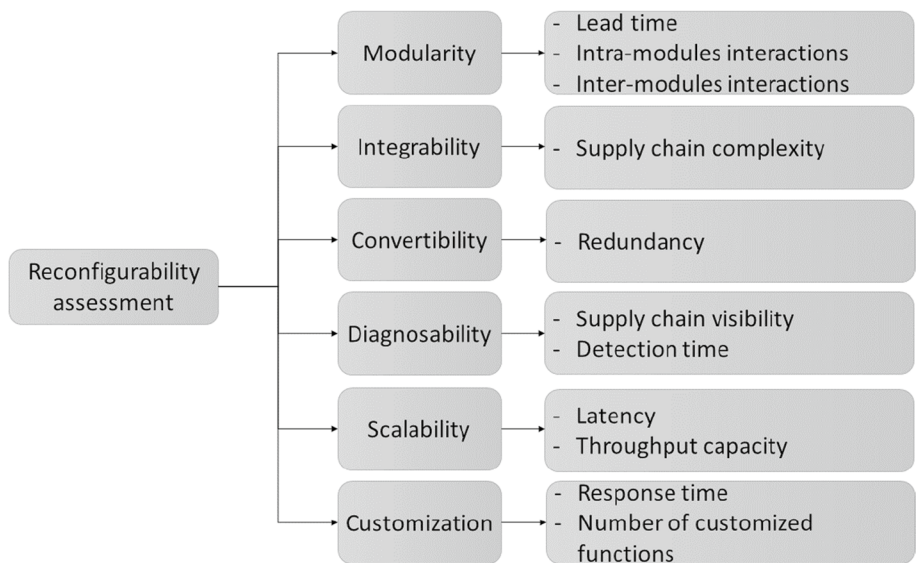 Reconfigurability
assessment
Modularity
- Lead time
- Intra-modules interactions
- Inter-modules interactions
Integrability
- Supply chain complexity
Convertibility
- Redundancy
Diagnosability
- Supply chain visibility
- Detection time
Scalability
- Latency
- Throughput capacity
Customization
- Response time
- Number of customized
functions